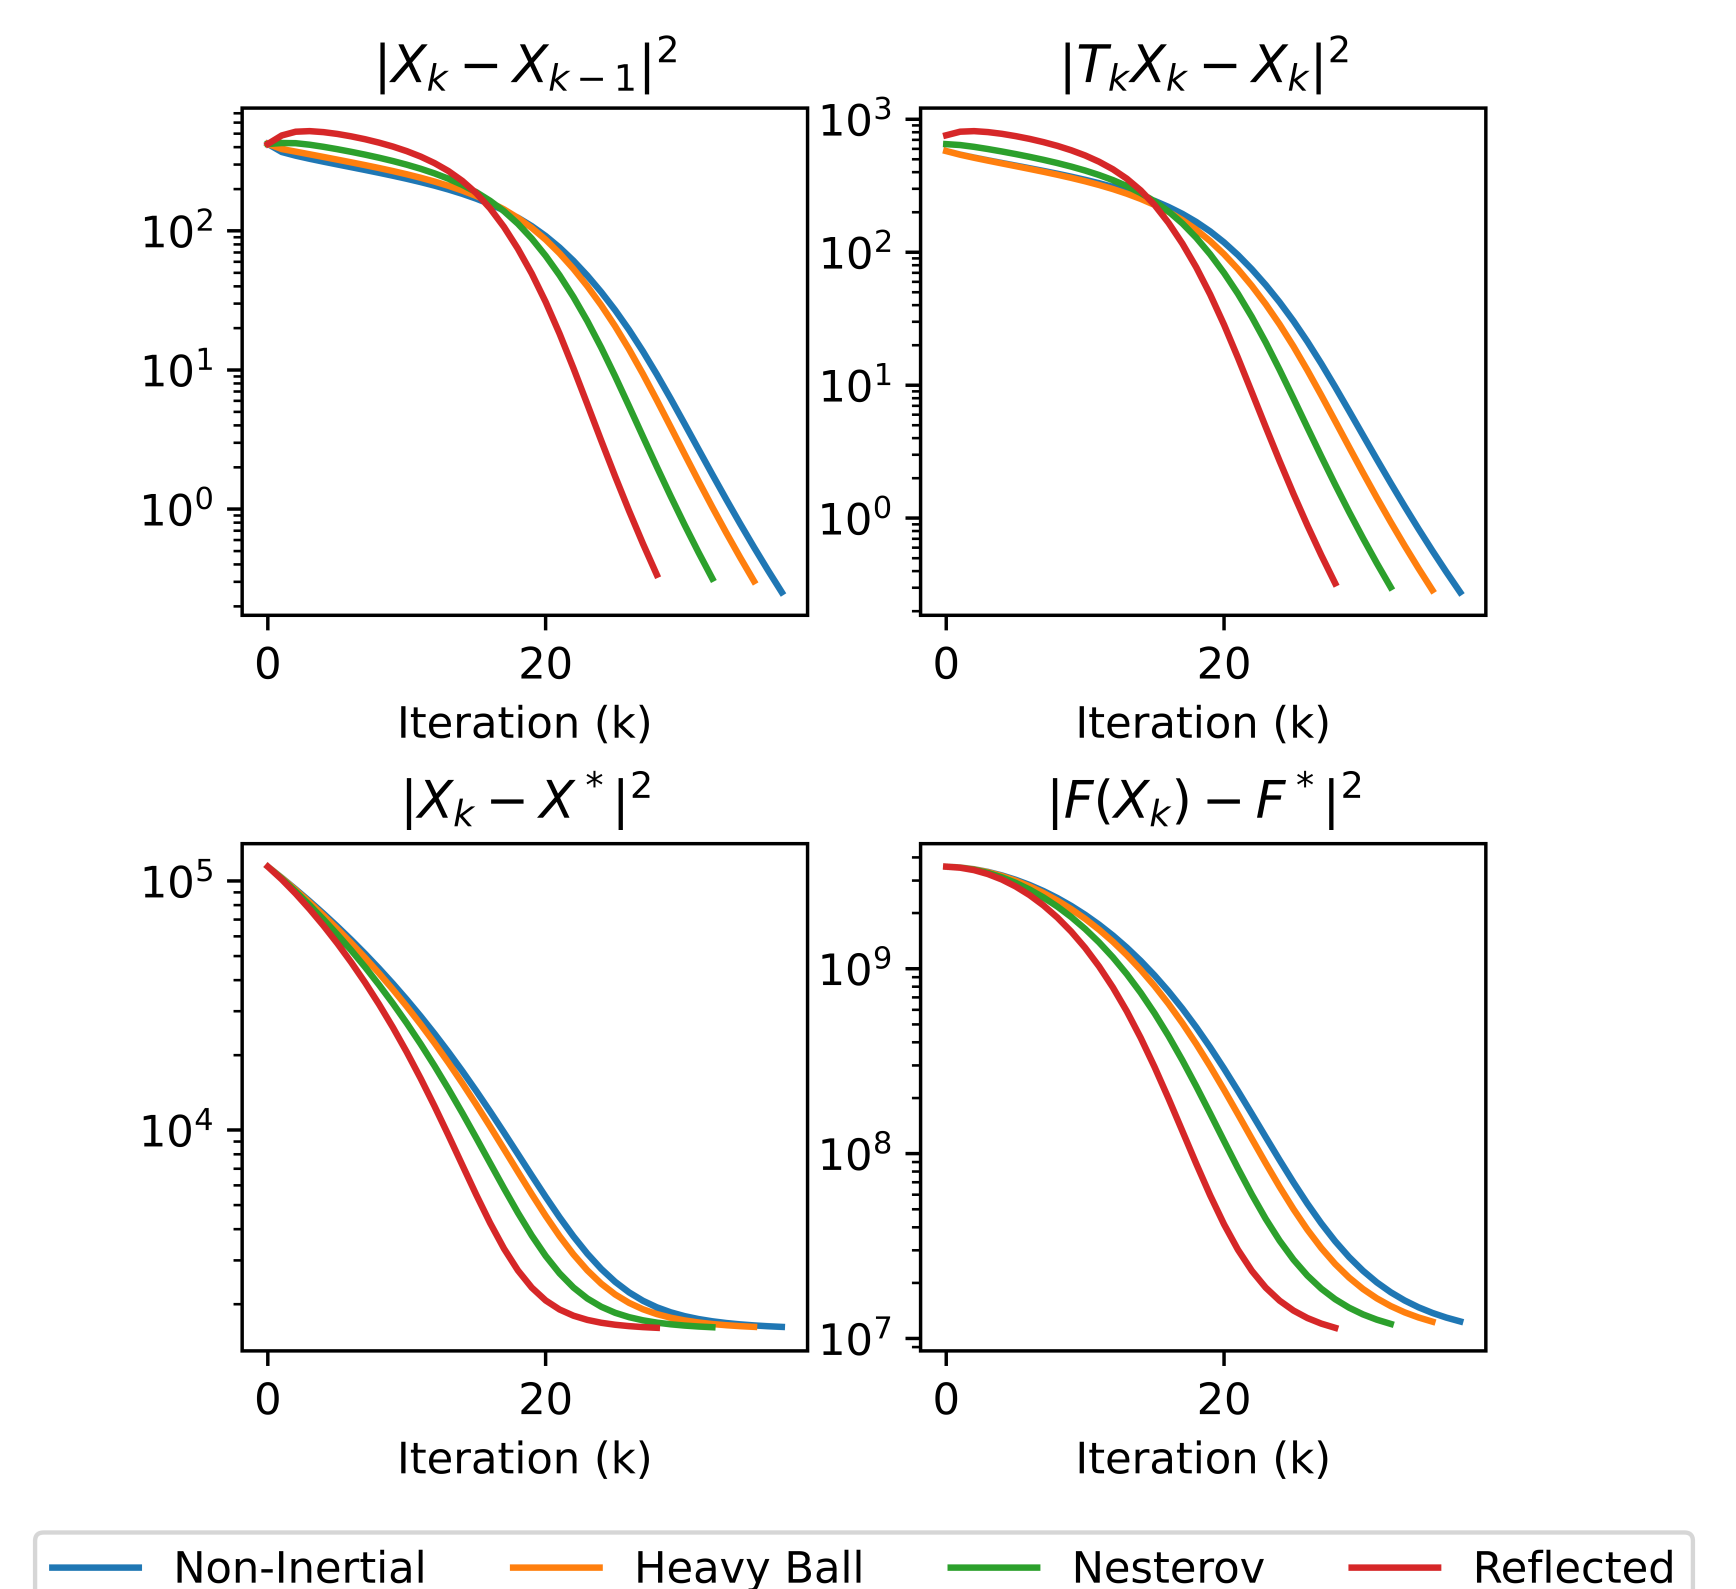 |X_k − X_{k−1}|^2
|T_kX_k − X_k|^2
10^2
10^1
10^0
0
20
Iteration (k)
10^3
10^2
10^1
10^0
0
20
Iteration (k)
|X_k − X^*|^2
|F(X_k) − F^*|^2
10^5
10^4
0
20
Iteration (k)
10^9
10^8
10^7
0
20
Iteration (k)
Non-Inertial
Heavy Ball
Nesterov
Reflected